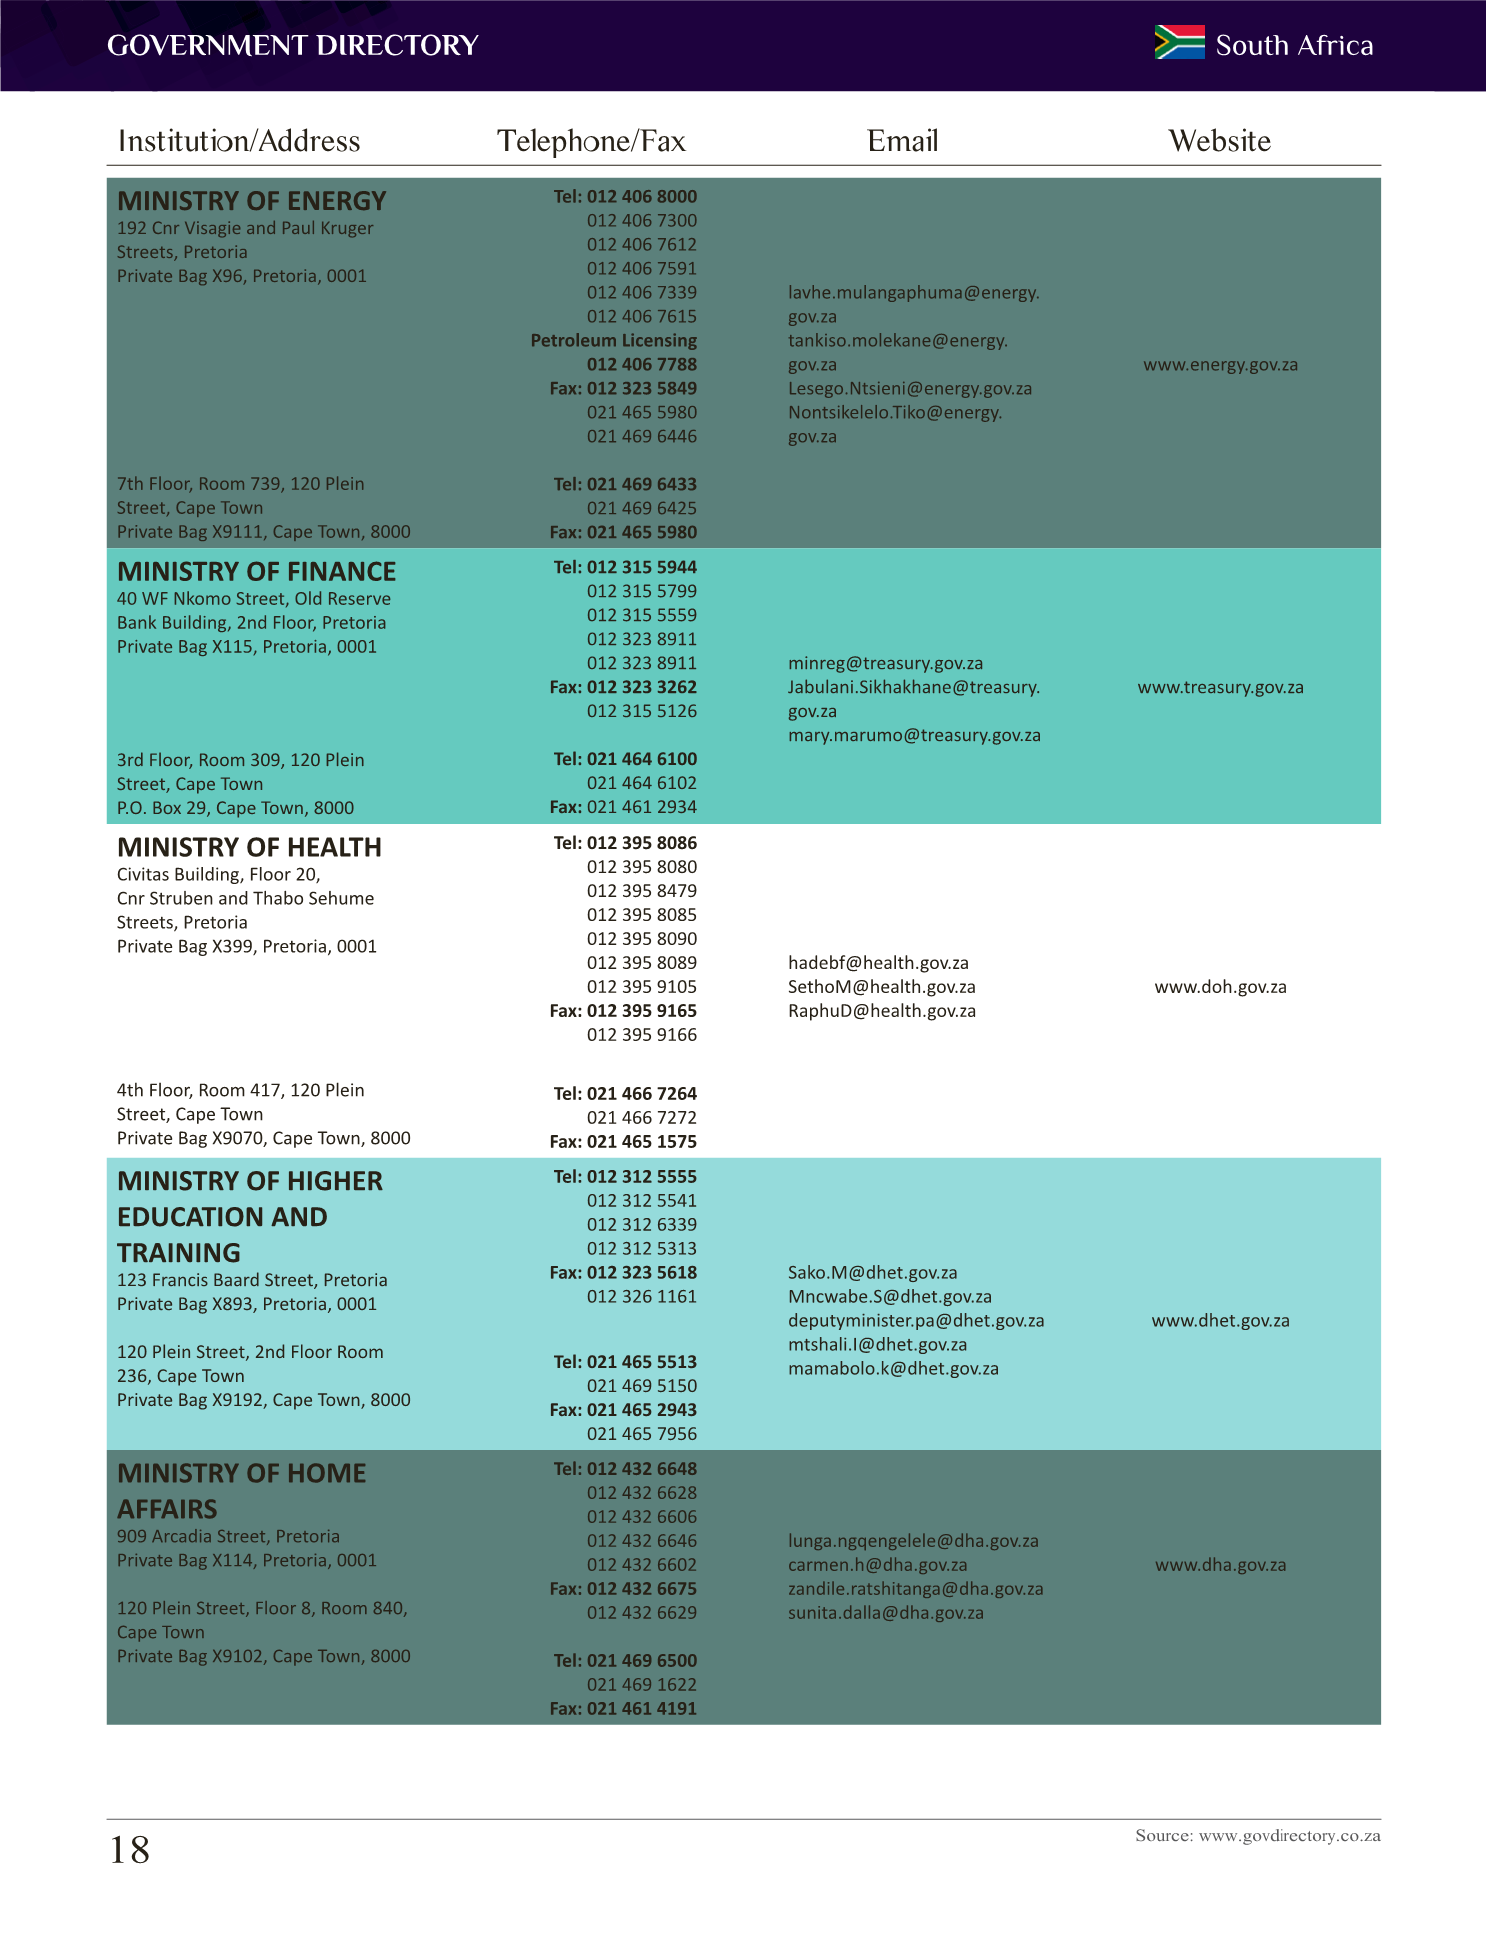 GOVERNMENT DIRECTORY
South Africa
Institution/Address
Telephone/Fax
Email
Website
MINISTRY OF ENERGY
192 Cnr Visagie and Paul Kruger
Streets, Pretoria
Private Bag X96, Pretoria, 0001
7th Floor, Room 739, 120 Plein
Street, Cape Town
Private Bag X9111, Cape Town, 8000
Tel: 012 406 8000
012 406 7300
012 406 7612
012 406 7591
012 406 7339
012 406 7615
Petroleum Licensing
012 406 7788
Fax: 012 323 5849
021 465 5980
021 469 6446
Tel: 021 469 6433
021 469 6425
Fax: 021 465 5980
lavhe.mulangaphuma@energy.
gov.za
tankiso.molekane@energy.
gov.za
Lesego.Ntsieni@energy.gov.za
Nontsikelelo.Tiko@energy.
gov.za
www.energy.gov.za
MINISTRY OF FINANCE
40 WF Nkomo Street, Old Reserve
Bank Building, 2nd Floor, Pretoria
Private Bag X115, Pretoria, 0001
3rd Floor, Room 309, 120 Plein
Street, Cape Town
P.O. Box 29, Cape Town, 8000
Tel: 012 315 5944
012 315 5799
012 315 5559
012 323 8911
012 323 8911
Fax: 012 323 3262
012 315 5126
Tel: 021 464 6100
021 464 6102
Fax: 021 461 2934
minreg@treasury.gov.za
Jabulani.Sikhakhane@treasury.
gov.za
mary.marumo@treasury.gov.za
www.treasury.gov.za
MINISTRY OF HEALTH
Civitas Building, Floor 20,
Cnr Struben and Thabo Sehume
Streets, Pretoria
Private Bag X399, Pretoria, 0001
4th Floor, Room 417, 120 Plein
Street, Cape Town
Private Bag X9070, Cape Town, 8000
Tel: 012 395 8086
012 395 8080
012 395 8479
012 395 8085
012 395 8090
012 395 8089
012 395 9105
Fax: 012 395 9165
012 395 9166
Tel: 021 466 7264
021 466 7272
Fax: 021 465 1575
hadebf@health.gov.za
SethoM@health.gov.za
RaphuD@health.gov.za
www.doh.gov.za
MINISTRY OF HIGHER
EDUCATION AND
TRAINING
123 Francis Baard Street, Pretoria
Private Bag X893, Pretoria, 0001
120 Plein Street, 2nd Floor Room
236, Cape Town
Private Bag X9192, Cape Town, 8000
Tel: 012 312 5555
012 312 5541
012 312 6339
012 312 5313
Fax: 012 323 5618
012 326 1161
Tel: 021 465 5513
021 469 5150
Fax: 021 465 2943
021 465 7956
Sako.M@dhet.gov.za
Mncwabe.S@dhet.gov.za
deputyminister.pa@dhet.gov.za
mtshali.I@dhet.gov.za
mamabolo.k@dhet.gov.za
www.dhet.gov.za
MINISTRY OF HOME
AFFAIRS
909 Arcadia Street, Pretoria
Private Bag X114, Pretoria, 0001
120 Plein Street, Floor 8, Room 840,
Cape Town
Private Bag X9102, Cape Town, 8000
Tel: 012 432 6648
012 432 6628
012 432 6606
012 432 6646
012 432 6602
Fax: 012 432 6675
012 432 6629
Tel: 021 469 6500
021 469 1622
Fax: 021 461 4191
lunga.ngqengelele@dha.gov.za
carmen.h@dha.gov.za
zandile.ratshitanga@dha.gov.za
sunita.dalla@dha.gov.za
www.dha.gov.za
18
Source: www.govdirectory.co.za